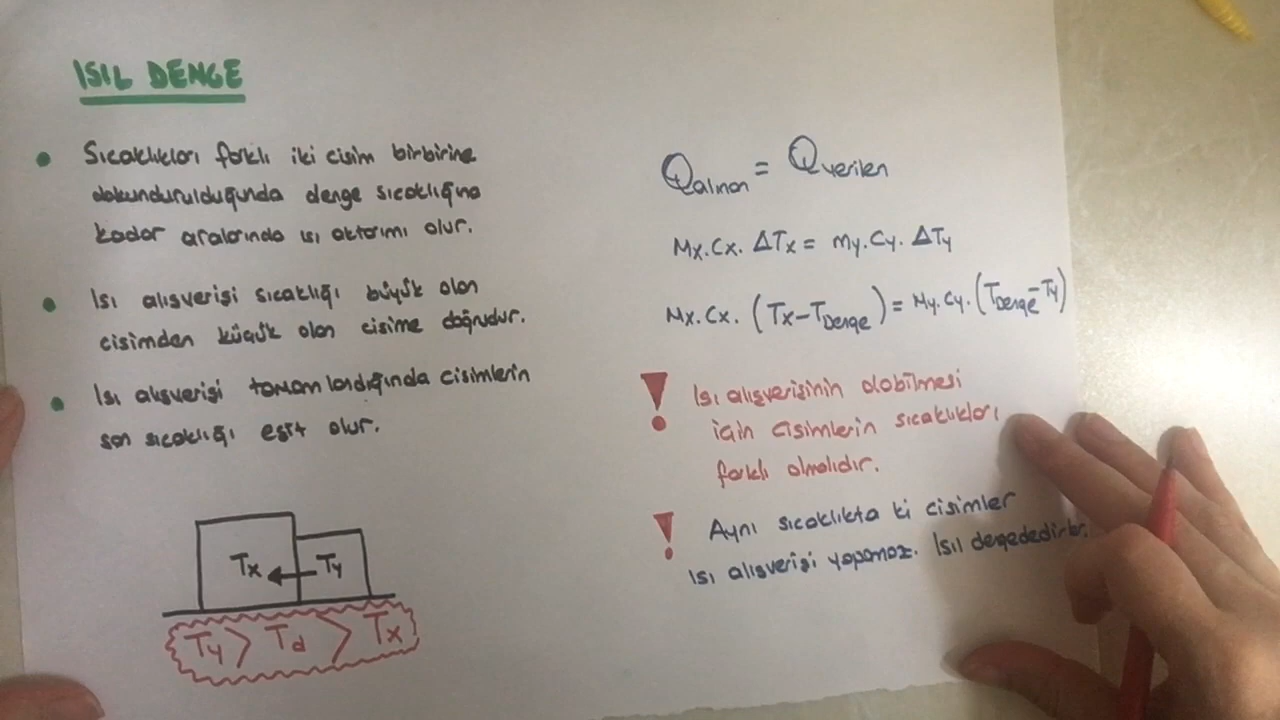 ISIL DENGE
Sıcaklıkları farklı iki cisim birbirine
dokundurulduğunda denge sıcaklığına
kadar aralarında ısı aktarımı olur.
Isı alışverişi sıcaklığı büyük olan
cisimden küçük olan cisime doğrudur.
Isı alışverişi tamamlandığında cisimlerin
son sıcaklığı eşit olur.
Tx ← Ty
Ty > Td > Tx
Qalınan = Qverilen
Mx.Cx. ΔTx = My.Cy. ΔTy
Mx.Cx. (Tx-TDenge) = My.Cy. (TDenge-Ty)
! Isı alışverişinin olabilmesi
için cisimlerin sıcaklıkları
farklı olmalıdır.
! Aynı sıcaklıkta ki cisimler
ısı alışverişi yapamaz. Isıl dengededirler.